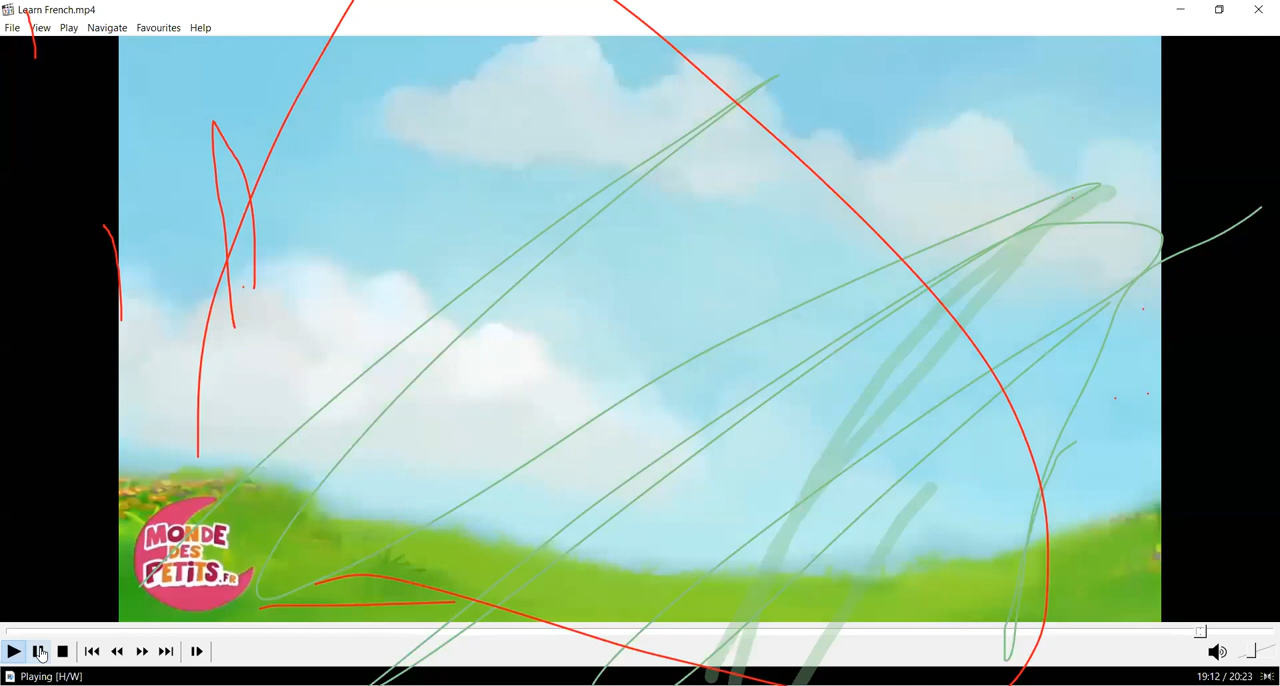 Learn French.mp4
File View Play Navigate Favourites Help
MONDE
DES
PETITS.FR
Playing [H/W]
19:12 / 20:23